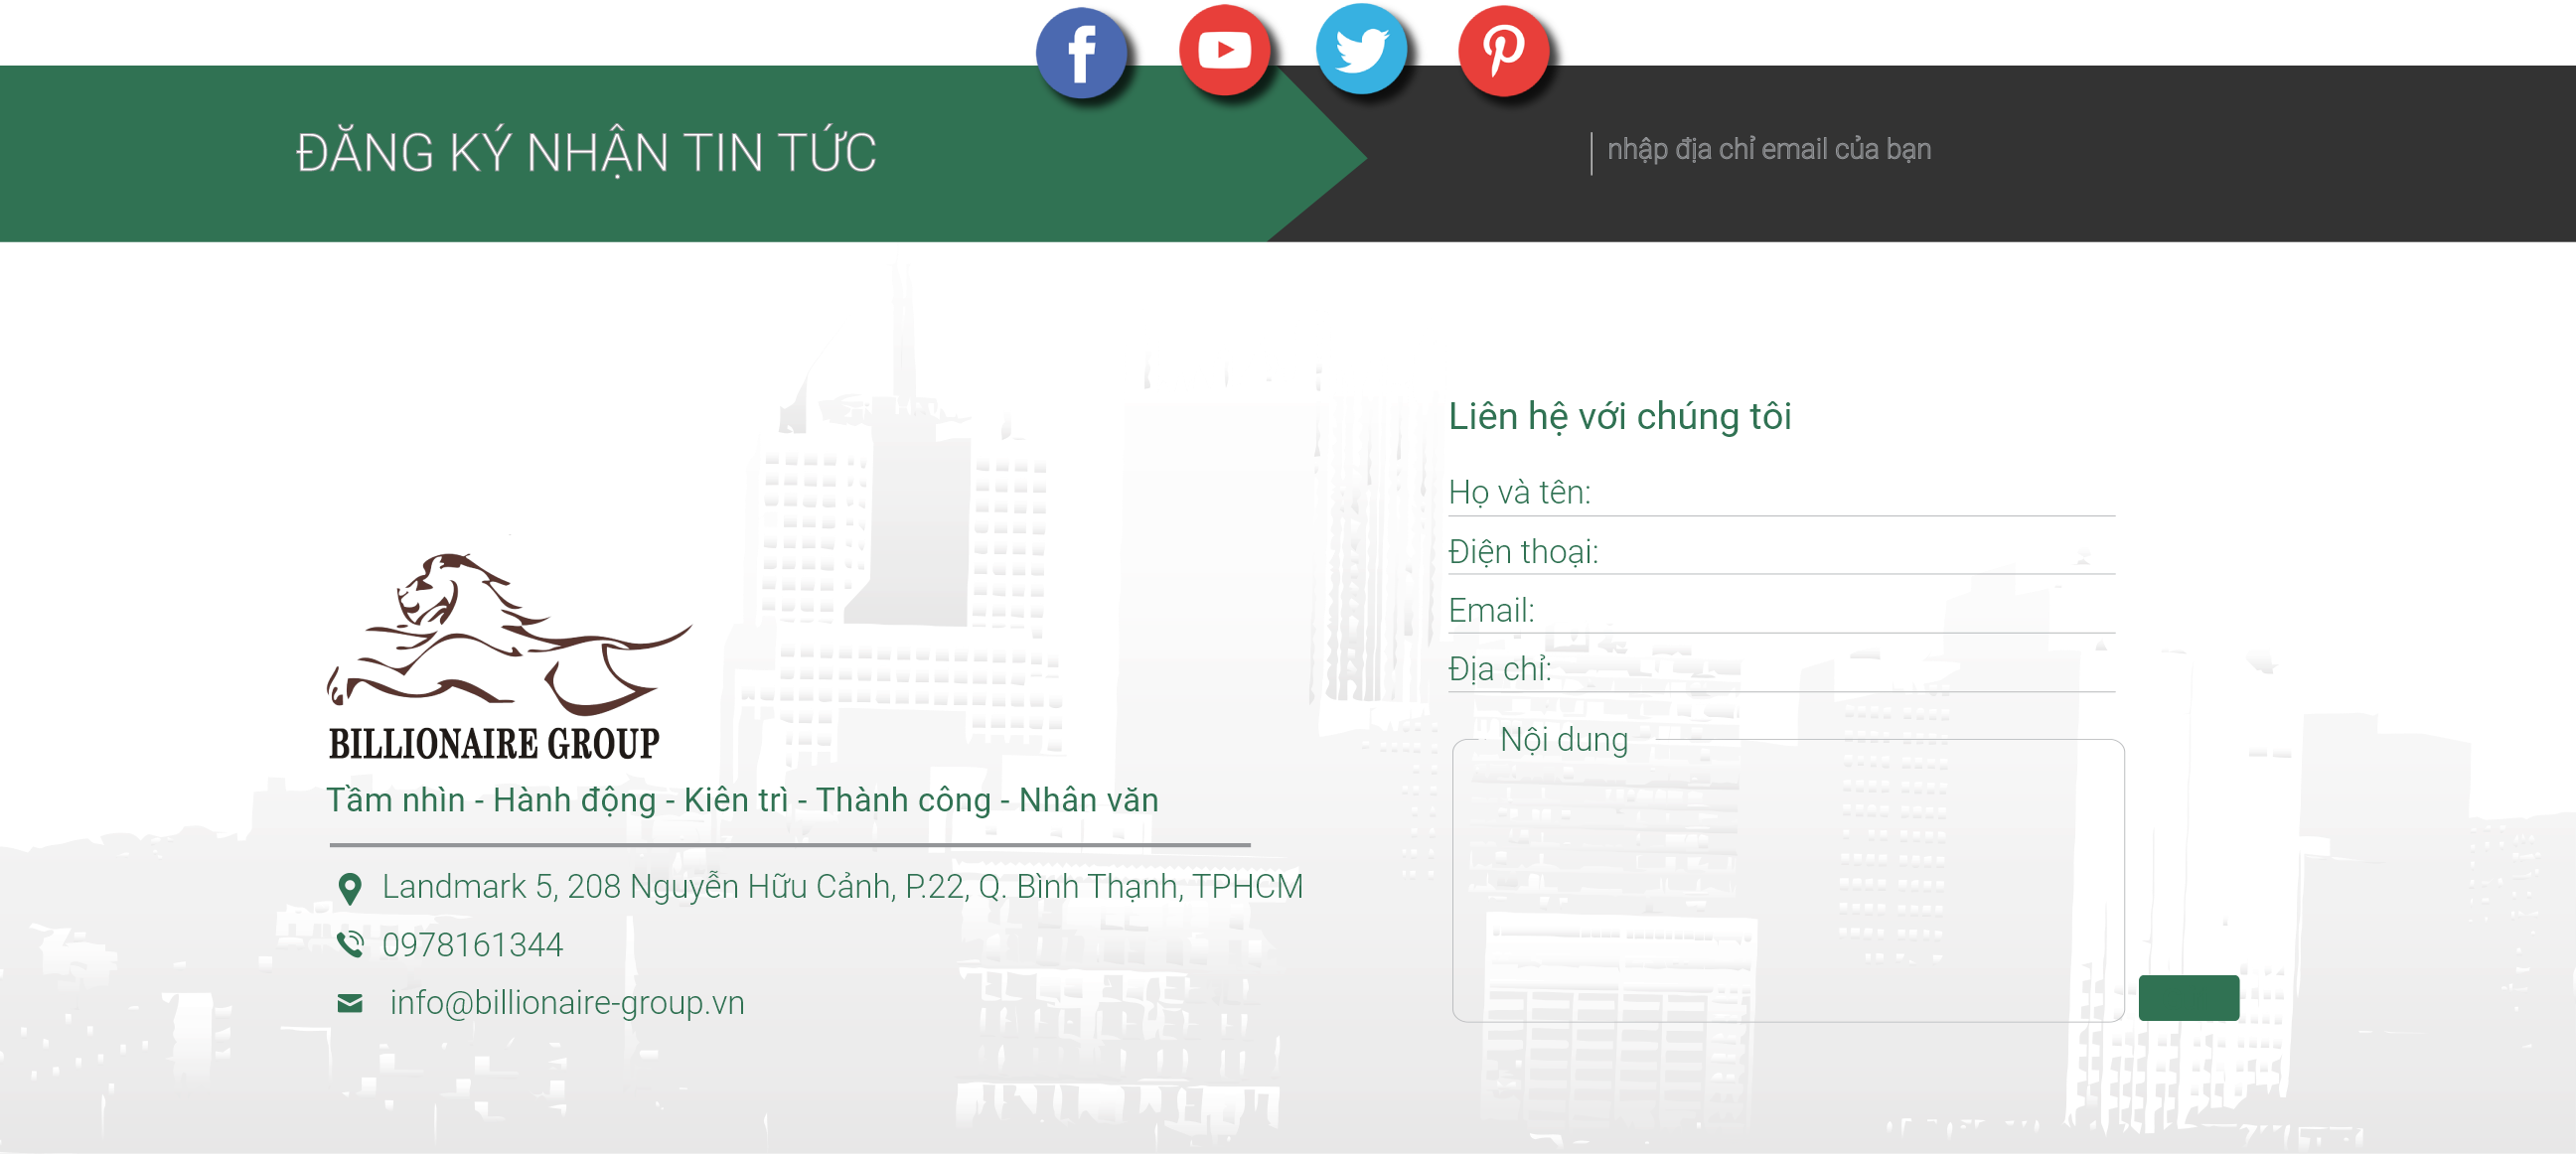 ĐĂNG KÝ NHẬN TIN TỨC
nhập địa chỉ email của bạn
BILLIONAIRE GROUP
Tầm nhìn - Hành động - Kiên trì - Thành công - Nhân văn
Landmark 5, 208 Nguyễn Hữu Cảnh, P.22, Q. Bình Thạnh, TPHCM
0978161344
info@billionaire-group.vn
Liên hệ với chúng tôi
Họ và tên:
Điện thoại:
Email:
Địa chỉ:
Nội dung